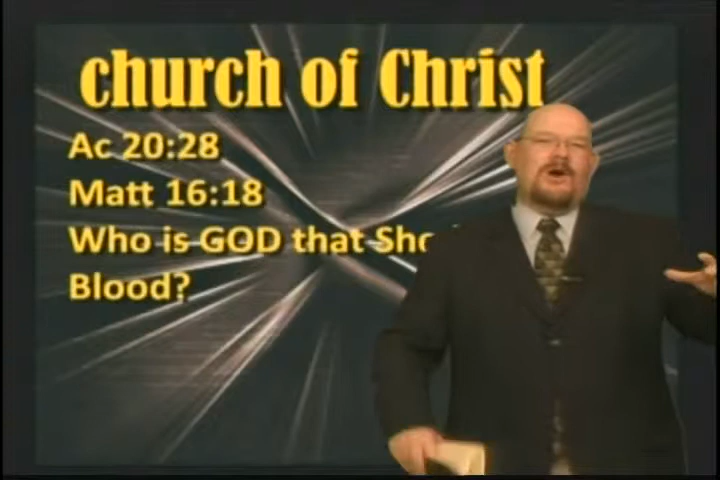 church of Christ
Ac 20:28
Matt 16:18
Who is GOD that
Blood?